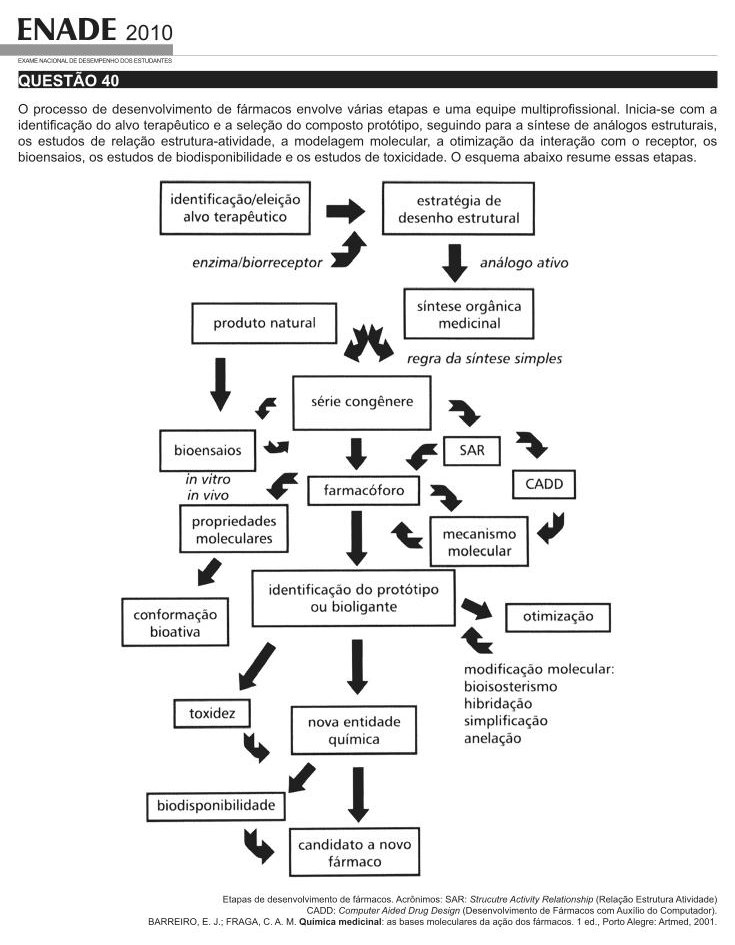 ENADE 2010
EXAME NACIONAL DE DESEMPENHO DOS ESTUDANTES
QUESTÃO 40
O processo de desenvolvimento de fármacos envolve várias etapas e uma equipe multiprofissional. Inicia-se com a
identificação do alvo terapêutico e a seleção do composto protótipo, seguindo para a síntese de análogos estruturais,
os estudos de relação estrutura-atividade, a modelagem molecular, a otimização da interação com o receptor, os
bioensaios, os estudos de biodisponibilidade e os estudos de toxicidade. O esquema abaixo resume essas etapas.
identificação/eleição
alvo terapêutico
estratégia de
desenho estrutural
enzima/biorreceptor
análogo ativo
síntese orgânica
medicinal
produto natural
regra da síntese simples
série congênere
bioensaios
in vitro
in vivo
SAR
CADD
farmacóforo
propriedades
moleculares
mecanismo
molecular
identificação do protótipo
ou bioligante
conformação
bioativa
otimização
modificação molecular:
bioisosterismo
hibridação
simplificação
anelação
toxidez
nova entidade
química
biodisponibilidade
candidato a novo
fármaco
Etapas de desenvolvimento de fármacos. Acrônimos: SAR: Strucutre Activity Relationship (Relação Estrutura Atividade)
CADD: Computer Aided Drug Design (Desenvolvimento de Fármacos com Auxílio do Computador).
BARREIRO, E. J.; FRAGA, C. A. M. Química medicinal: as bases moleculares da ação dos fármacos. 1 ed., Porto Alegre: Artmed, 2001.